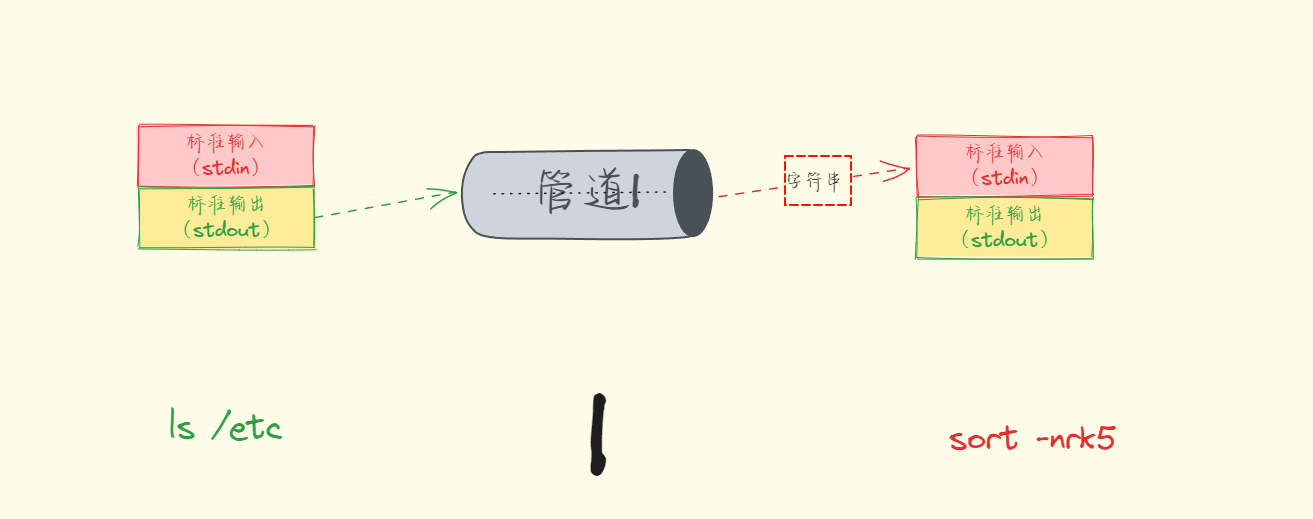 标准输入
（stdin）
标准输出
（stdout）
管道|
字符串
标准输入
（stdin）
标准输出
（stdout）
ls /etc
|
sort -nrk5